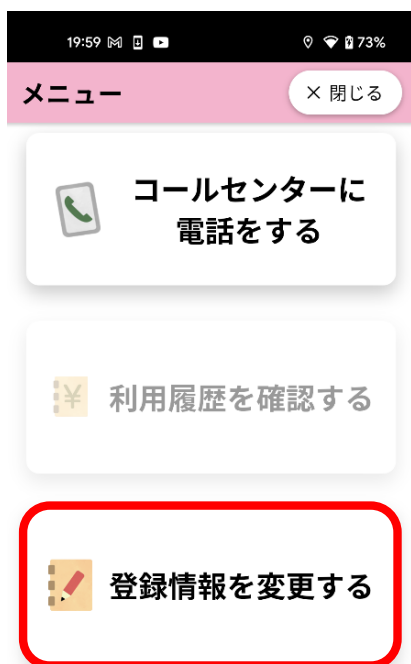 19:59
73%
メニュー
× 閉じる
コールセンターに
電話をする
¥ 利用履歴を確認する
登録情報を変更する